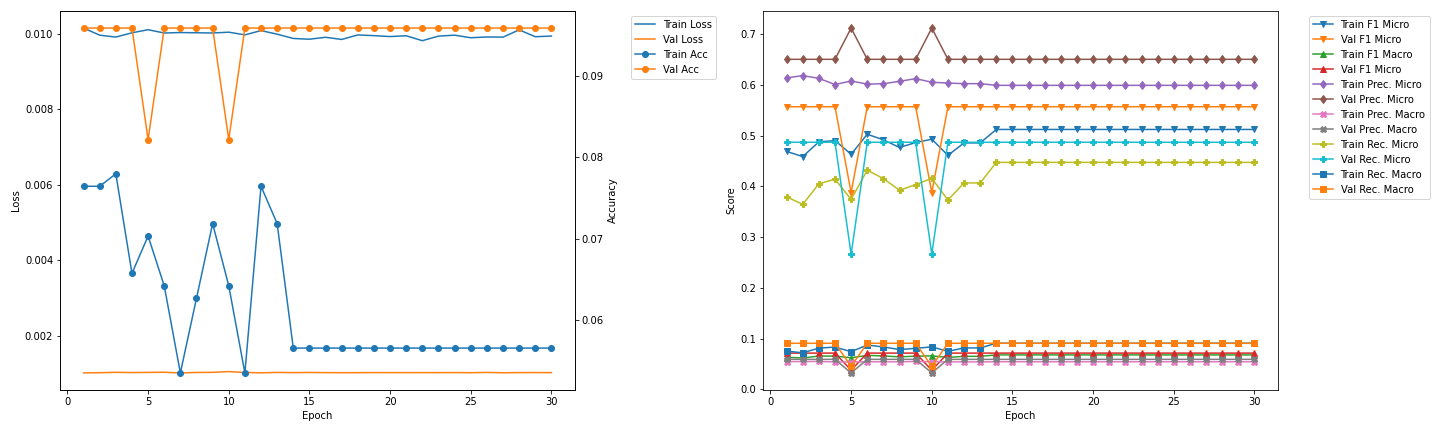 0.010
0.008
0.006
0.004
0.002
Loss
0
5
10
15
20
25
30
Epoch
0.09
0.08
0.07
0.06
Accuracy
Train Loss
Val Loss
Train Acc
Val Acc
0.7
0.6
0.5
0.4
0.3
0.2
0.1
0.0
Score
0
5
10
15
20
25
30
Epoch
Train F1 Micro
Val F1 Micro
Train F1 Macro
Val F1 Micro
Train Prec. Micro
Val Prec. Micro
Train Prec. Macro
Val Prec. Macro
Train Rec. Micro
Val Rec. Micro
Train Rec. Macro
Val Rec. Macro